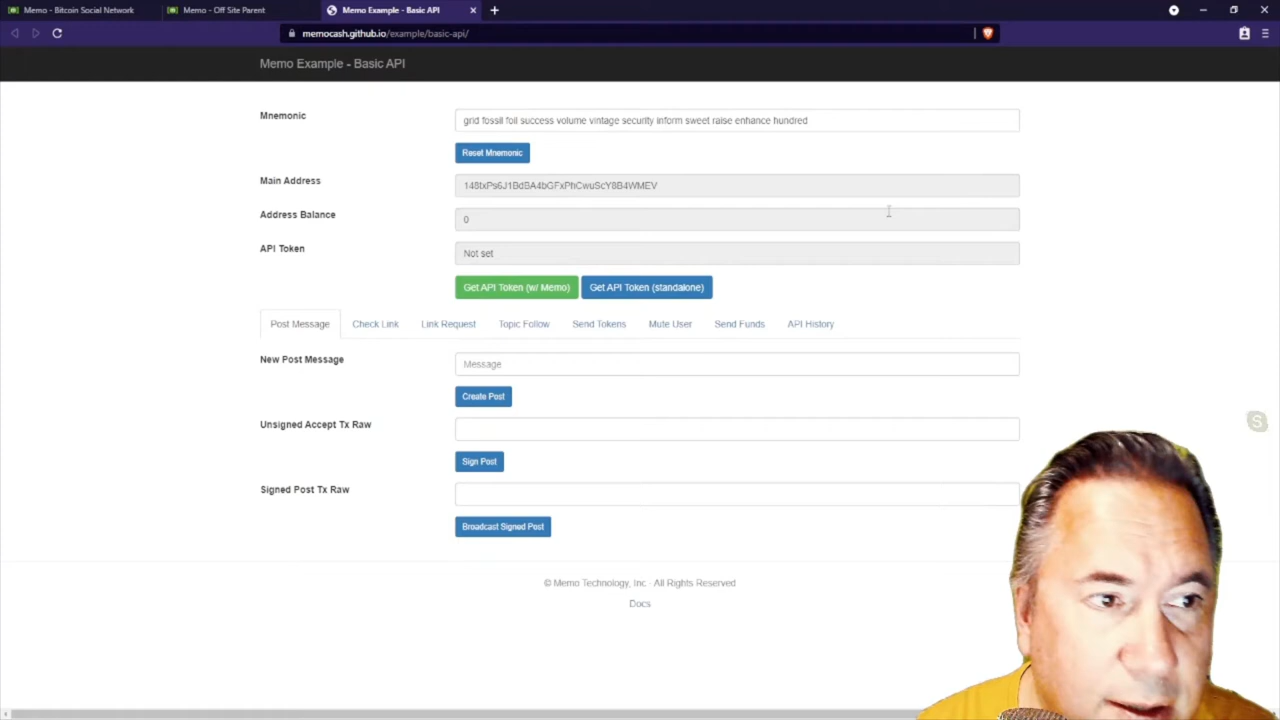 Memo - Bitcoin Social Network
Memo - Off Site Parent
Memo Example - Basic API
memocash.github.io/example/basic-api/
Memo Example - Basic API
Mnemonic
grid fossil foil success volume vintage security inform sweet raise enhance hundred
Reset Mnemonic
Main Address
148txPs6J1BdBA4bGFxPhCwuScY8B4WMEV
Address Balance
0
API Token
Not set
Get API Token (w/ Memo)
Get API Token (standalone)
Post Message
Check Link
Link Request
Topic Follow
Send Tokens
Mute User
Send Funds
API History
New Post Message
Message
Create Post
Unsigned Accept Tx Raw
Sign Post
Signed Post Tx Raw
Broadcast Signed Post
© Memo Technology, Inc - All Rights Reserved
Docs